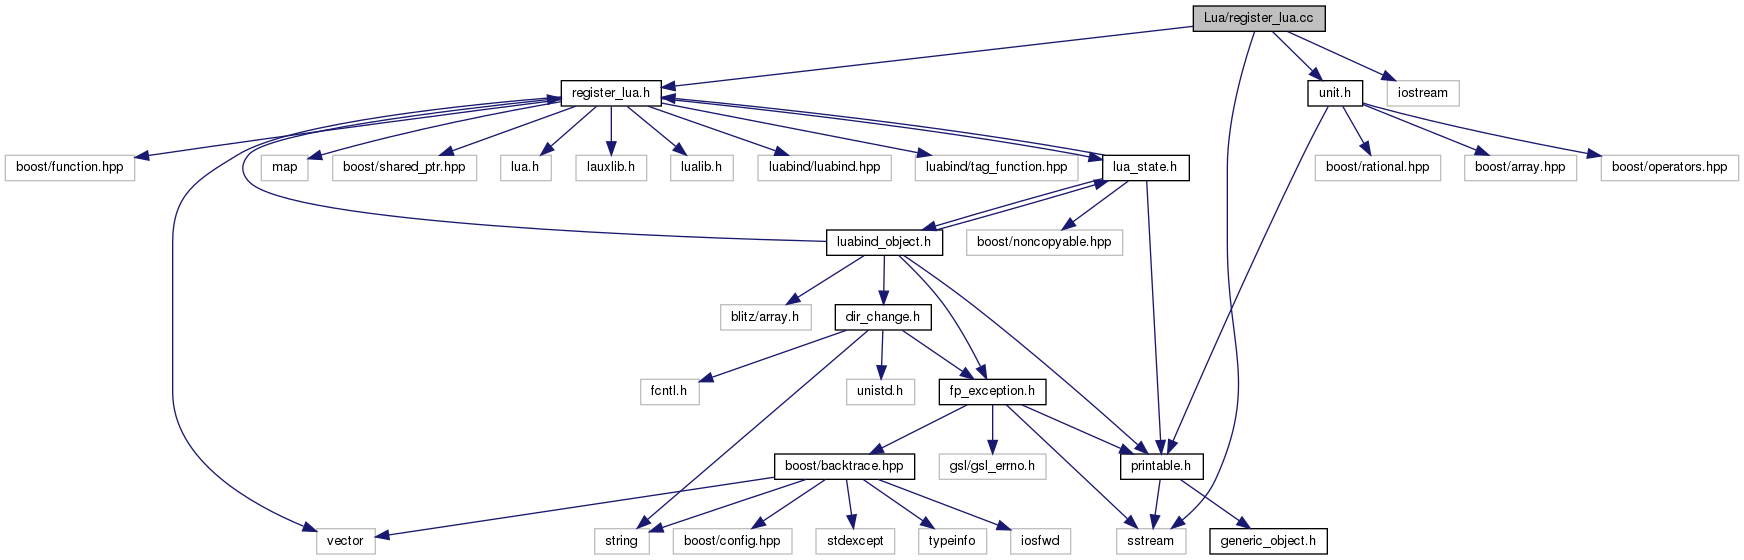 Lua/register_lua.cc
register_lua.h
unit.h
iostream
boost/function.hpp
map
boost/shared_ptr.hpp
lua.h
lauxlib.h
lualib.h
luabind/luabind.hpp
luabind/tag_function.hpp
lua_state.h
boost/rational.hpp
boost/array.hpp
boost/operators.hpp
luabind_object.h
boost/noncopyable.hpp
blitz/array.h
dir_change.h
fcntl.h
unistd.h
fp_exception.h
boost/backtrace.hpp
gsl/gsl_errno.h
printable.h
vector
string
boost/config.hpp
stdexcept
typeinfo
iosfwd
sstream
generic_object.h